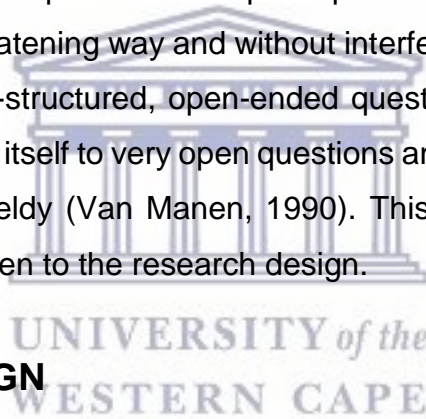 atening way and without interfe
-structured, open-ended quest
itself to very open questions an
eldy (Van Manen, 1990). This
en to the research design.
UNIVERSITY of the
GN
WESTERN CAPE